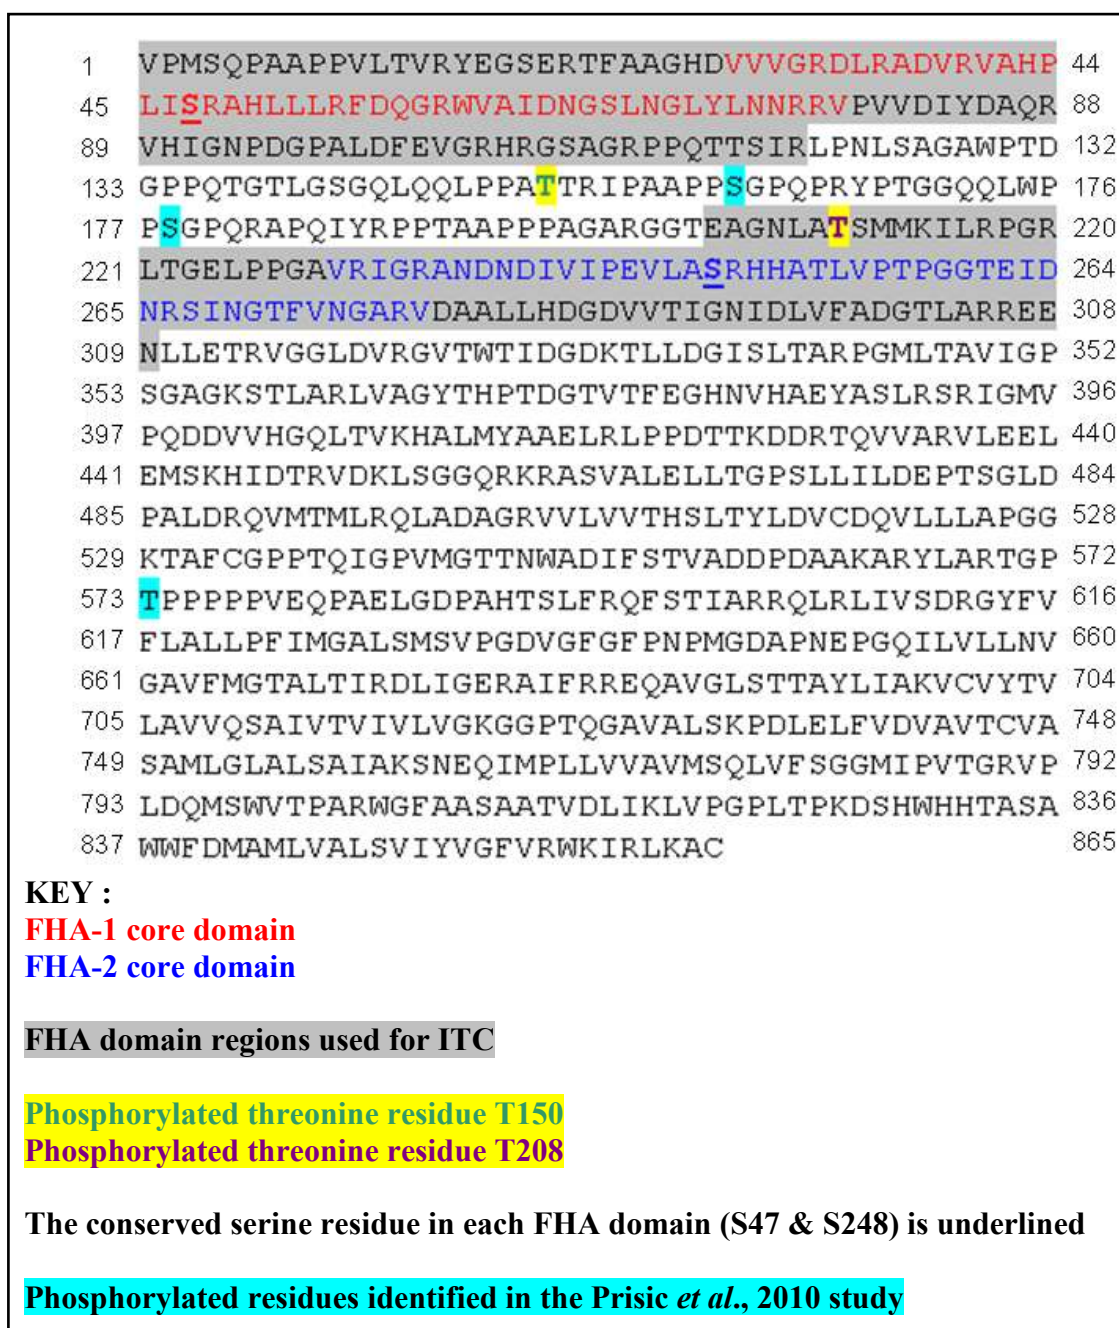 1 VPMSQPAAPPVLTVRYEGSERTFAAGHDVVVGRDLRADVRVAHP 44
45 LISRAHLLLRFDQGRWVAIDNGSLNGLYLNNRRVPVVDIYDAQR 88
89 VHIGNPDGPALDFEVGRHRGSAGRPPQTTSIRLPNLSAGAWPTD 132
133 GPPQTGTLGSGQLQQLPPATTRIPAAPPSGPQPRYPTGGQQLWP 176
177 PSGPQRAPQIYRPPTAAPPPAGARGGTEAGNLATSMMKILRPGR 220
221 LTGELPPGAVRIGRANDNDIVIPEVLASRHHATLVPTPGGTEID 264
265 NRSINGTFVNGARVDAALLHDGDVVTIGNIDLVFADGTLARREE 308
309 NLLETRVGGLDVRGVTWTIDGDKTLLDGISLTARPGMLTAVIGP 352
353 SGAGKSTLARLVAGYTHPTDGTVTFEGHNVHAEYASLRSRIGMV 396
397 PQDDVVHGQLTVKHALMYAAELRLPPDTTKDDRTQVVARVLEEL 440
441 EMSKHIDTRVDKLSGGQRKRASVALELLTGPSLLILDEPTSGLD 484
485 PALDRQVMTMLRQLADAGRVVLVVTHSLTYLDVCDQVLLLAPGG 528
529 KTAFCGPPTQIGPVMGTTNWADIFSTVADDPDAAKARYLARTGP 572
573 TPPPPPVEQPAELGDPAHTSLFRQFSTIARRQLRLIVSDRGYFV 616
617 FLALLPFIMGALSMSVPGDVGFGFPNPMGDAPNEPGQILVLLNV 660
661 GAVFMGTALTIRDLIGERAIFRREQAVGLSTTAYLIAKVCVYTV 704
705 LAVVQSAIVTVIVLVGKGGPTQGAVALSKPDLELFVDVAVTCVA 748
749 SAMLGLALSAIAKSNEQIMPLLVVAVMSQLVFSGGMIPVTGRVP 792
793 LDQMSWVTPARWGFAASAATVDLIKLVPGPLTPKDSHWHHTASA 836
837 WWFDMAMLVALSVIYVGFVRWKIRLKAC 865
KEY :
FHA-1 core domain
FHA-2 core domain
FHA domain regions used for ITC
Phosphorylated threonine residue T150
Phosphorylated threonine residue T208
The conserved serine residue in each FHA domain (S47 & S248) is underlined
Phosphorylated residues identified in the Prisic et al., 2010 study